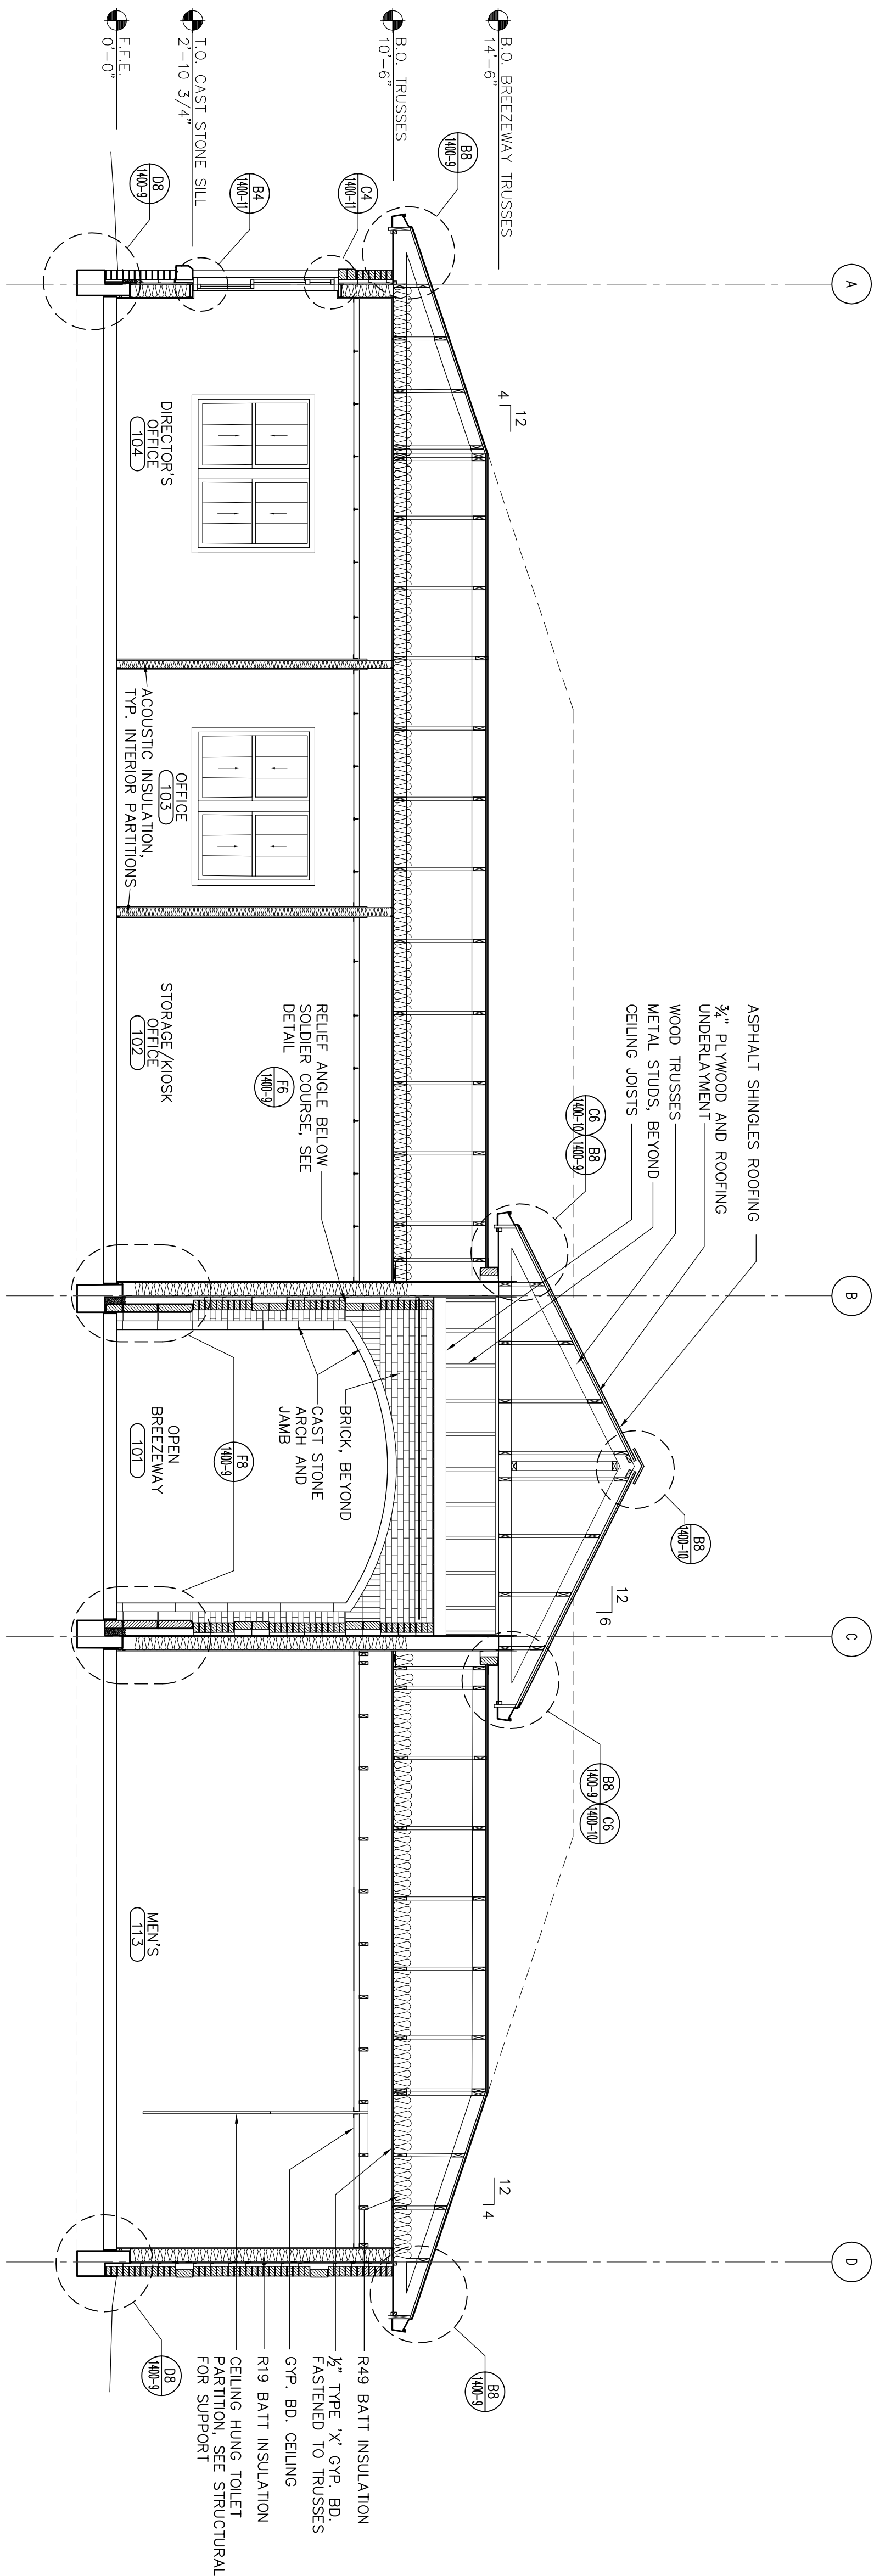 A
B
C
D
B.O. BREEZEWAY TRUSSES
14'-6"
B.O. TRUSSES
10'-6"
T.O. CAST STONE SILL
2'-10 3/4"
F.F.E.
0'-0"
B8
1400-9
C4
1400-11
B4
1400-11
D8
1400-9
12
4
ASPHALT SHINGLES ROOFING
3/4" PLYWOOD AND ROOFING
UNDERLAYMENT
WOOD TRUSSES
METAL STUDS, BEYOND
CEILING JOISTS
C6
1400-10
B8
1400-9
B8
1400-10
12
6
B8
1400-9
C6
1400-10
12
4
B8
1400-9
DIRECTOR'S
OFFICE
104
OFFICE
103
ACOUSTIC INSULATION,
TYP. INTERIOR PARTITIONS
STORAGE/KIOSK
OFFICE
102
RELIEF ANGLE BELOW
SOLDIER COURSE, SEE
DETAIL
F6
1400-9
BRICK, BEYOND
CAST STONE
ARCH AND
JAMB
F8
1400-9
OPEN
BREEZEWAY
101
MEN'S
113
R49 BATT INSULATION
1/2" TYPE 'X' GYP. BD.
FASTENED TO TRUSSES
GYP. BD. CEILING
R19 BATT INSULATION
CEILING HUNG TOILET
PARTITION, SEE STRUCTURAL
FOR SUPPORT
D8
1400-9